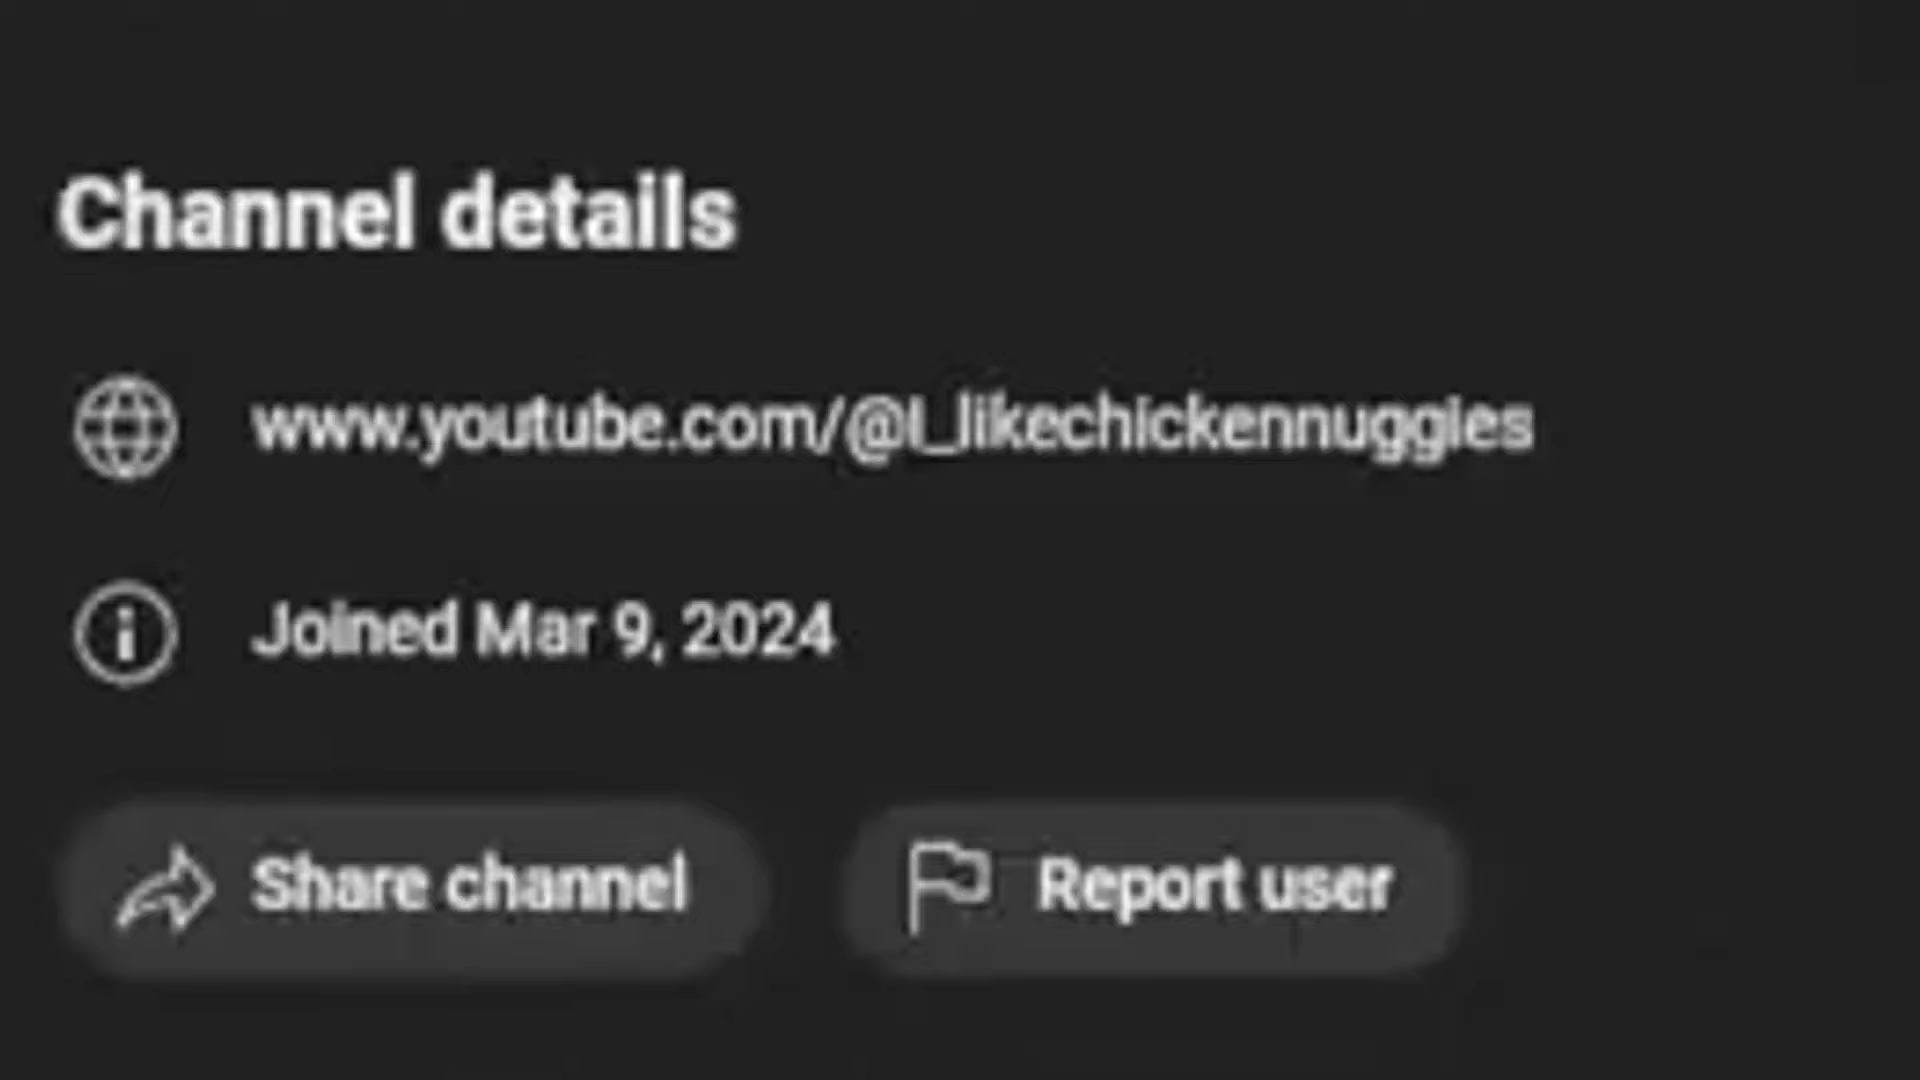 Channel details
www.youtube.com/@I_likechickennuggies
Joined Mar 9, 2024
Share channel
Report user